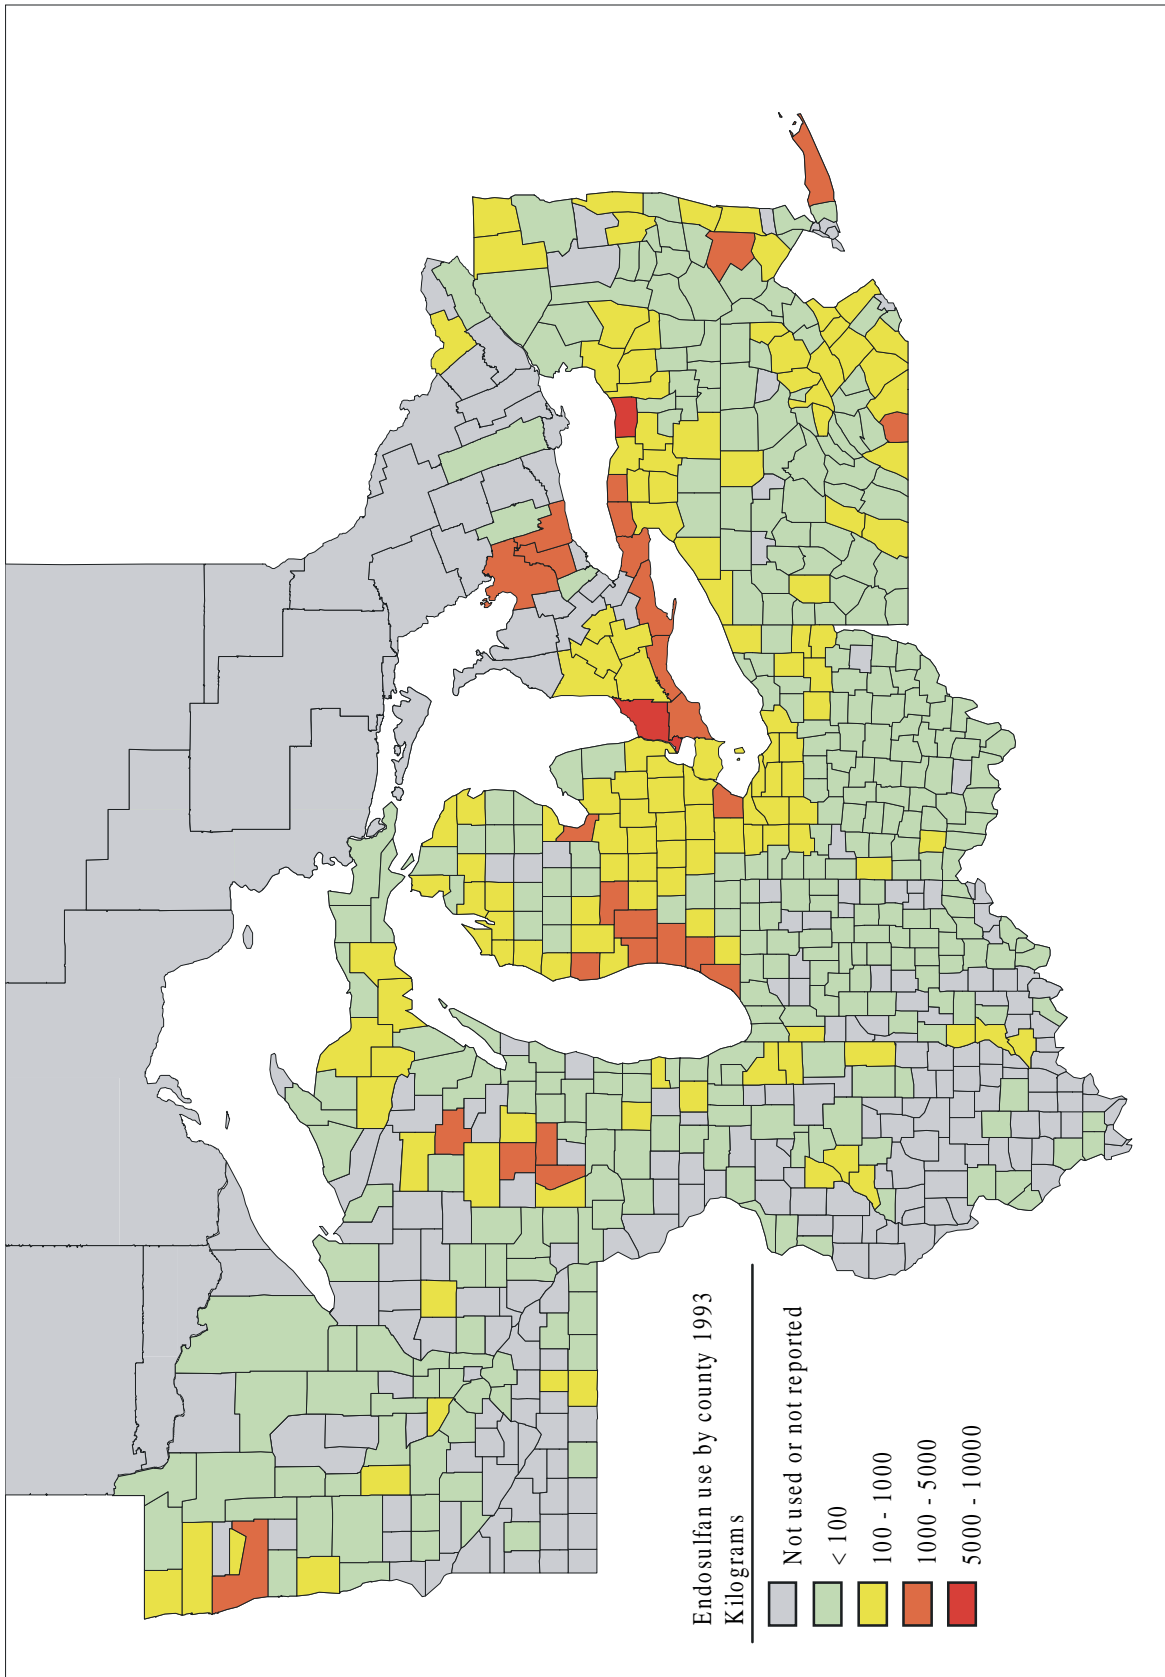 Endosulfan use by county 1993
Kilograms
Not used or not reported
< 100
100 - 1000
1000 - 5000
5000 - 10000